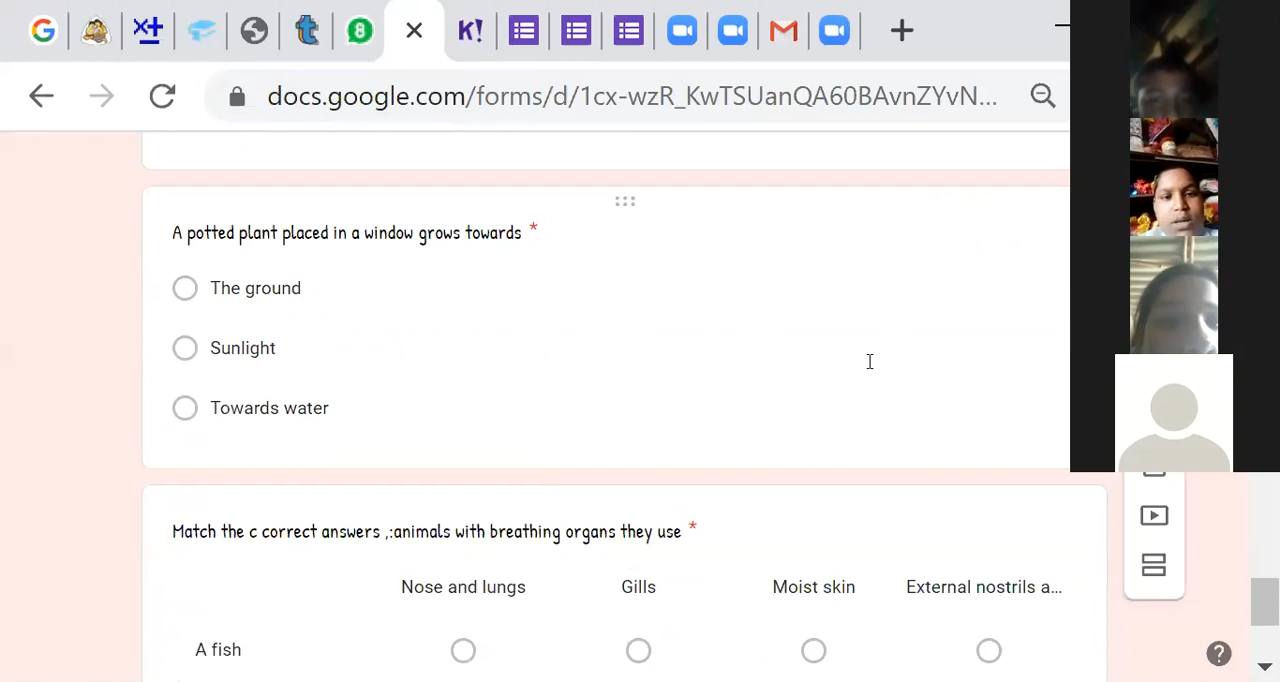 G
x+
t
8
K!
M
docs.google.com/forms/d/1cx-wzR_KwTSUanQA60BAvnZYvN...
A potted plant placed in a window grows towards *
The ground
Sunlight
Towards water
Match the c correct answers ,:animals with breathing organs they use *
Nose and lungs Gills Moist skin External nostrils a...
A fish
?